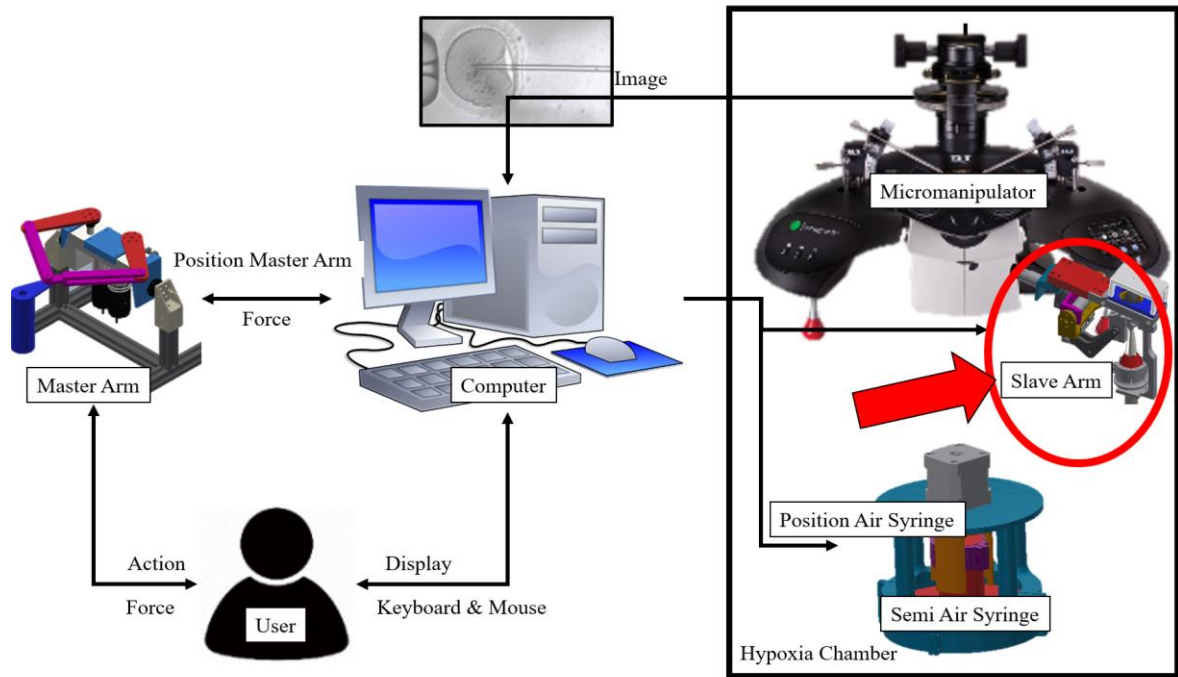 Image
Micromanipulator
Position Master Arm
Force
Master Arm
Computer
Slave Arm
Position Air Syringe
Action
Force
Display
Keyboard & Mouse
User
Semi Air Syringe
Hypoxia Chamber